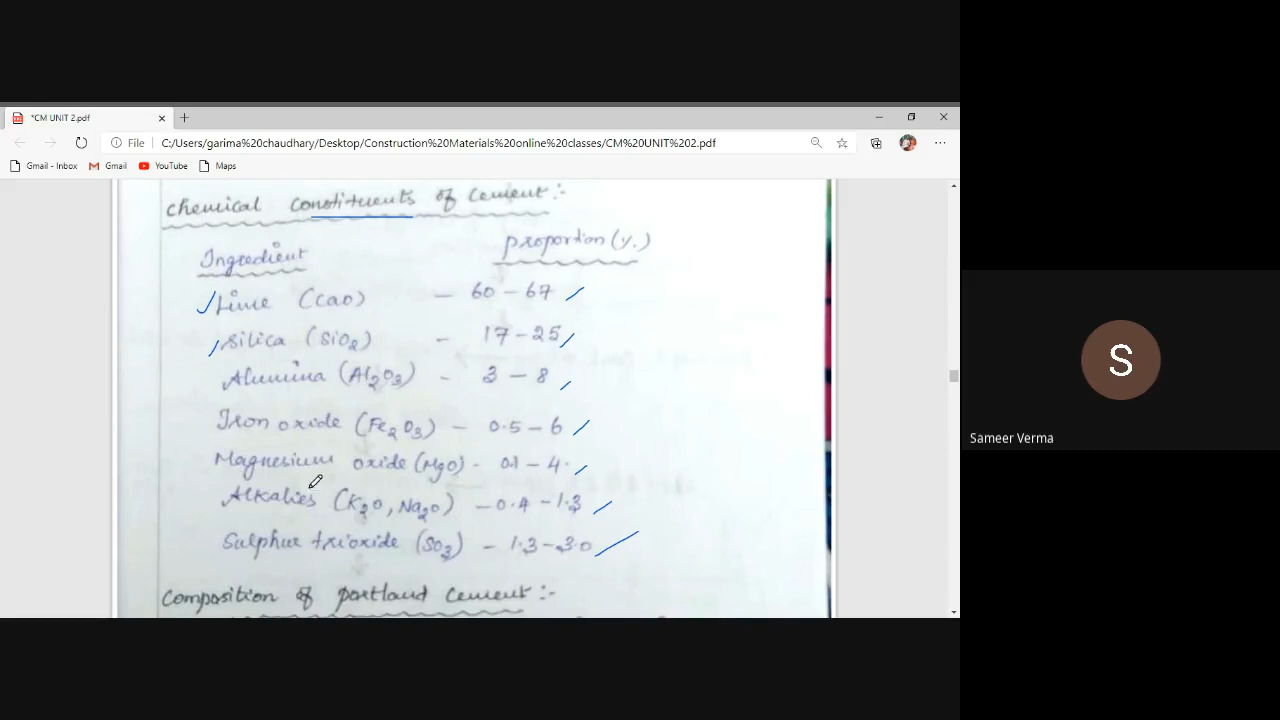 *CM UNIT 2.pdf
File C:/Users/garima%20chaudhary/Desktop/Construction%20Materials%20online%20classes/CM%20UNIT%202.pdf
Gmail - Inbox Gmail YouTube Maps
chemical constituents of cement :-
Ingredient proportion (%)
Lime (CaO) - 60 - 67
Silica (SiO2) - 17 - 25
Alumina (Al2O3) - 3 - 8
Iron oxide (Fe2O3) - 0.5 - 6
Magnesium oxide (MgO) - 0.1 - 4
Alkalies (K2O, Na2O) - 0.4 - 1.3
Sulphur trioxide (SO3) - 1.3 - 3.0
composition of portland cement :-
S
Sameer Verma